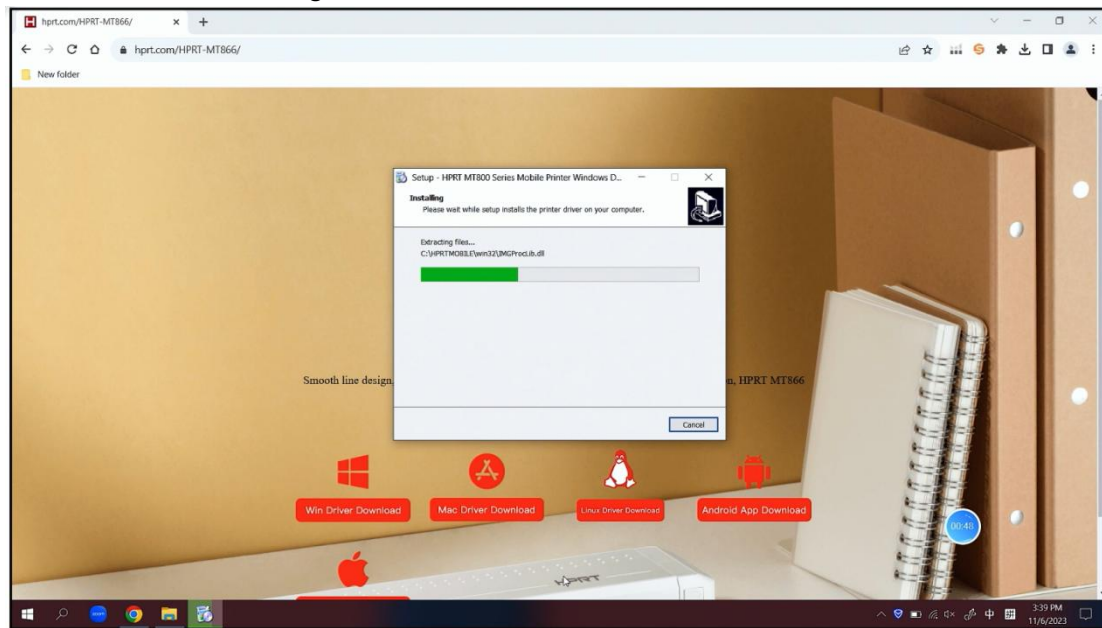 hprt.com/HPRT-MT866/
hprt.com/HPRT-MT866/
New folder
Setup - HPRT MT800 Series Mobile Printer Windows D...
Installing
Please wait while setup installs the printer driver on your computer.
Extracting files...
C:\HPRTMOBILE\win32\IMGProcLib.dll
Smooth line design,
n, HPRT MT866
Cancel
Win Driver Download
Mac Driver Download
Linux Driver Download
Android App Download
00:48
HPRT
中
3:39 PM
11/6/2023